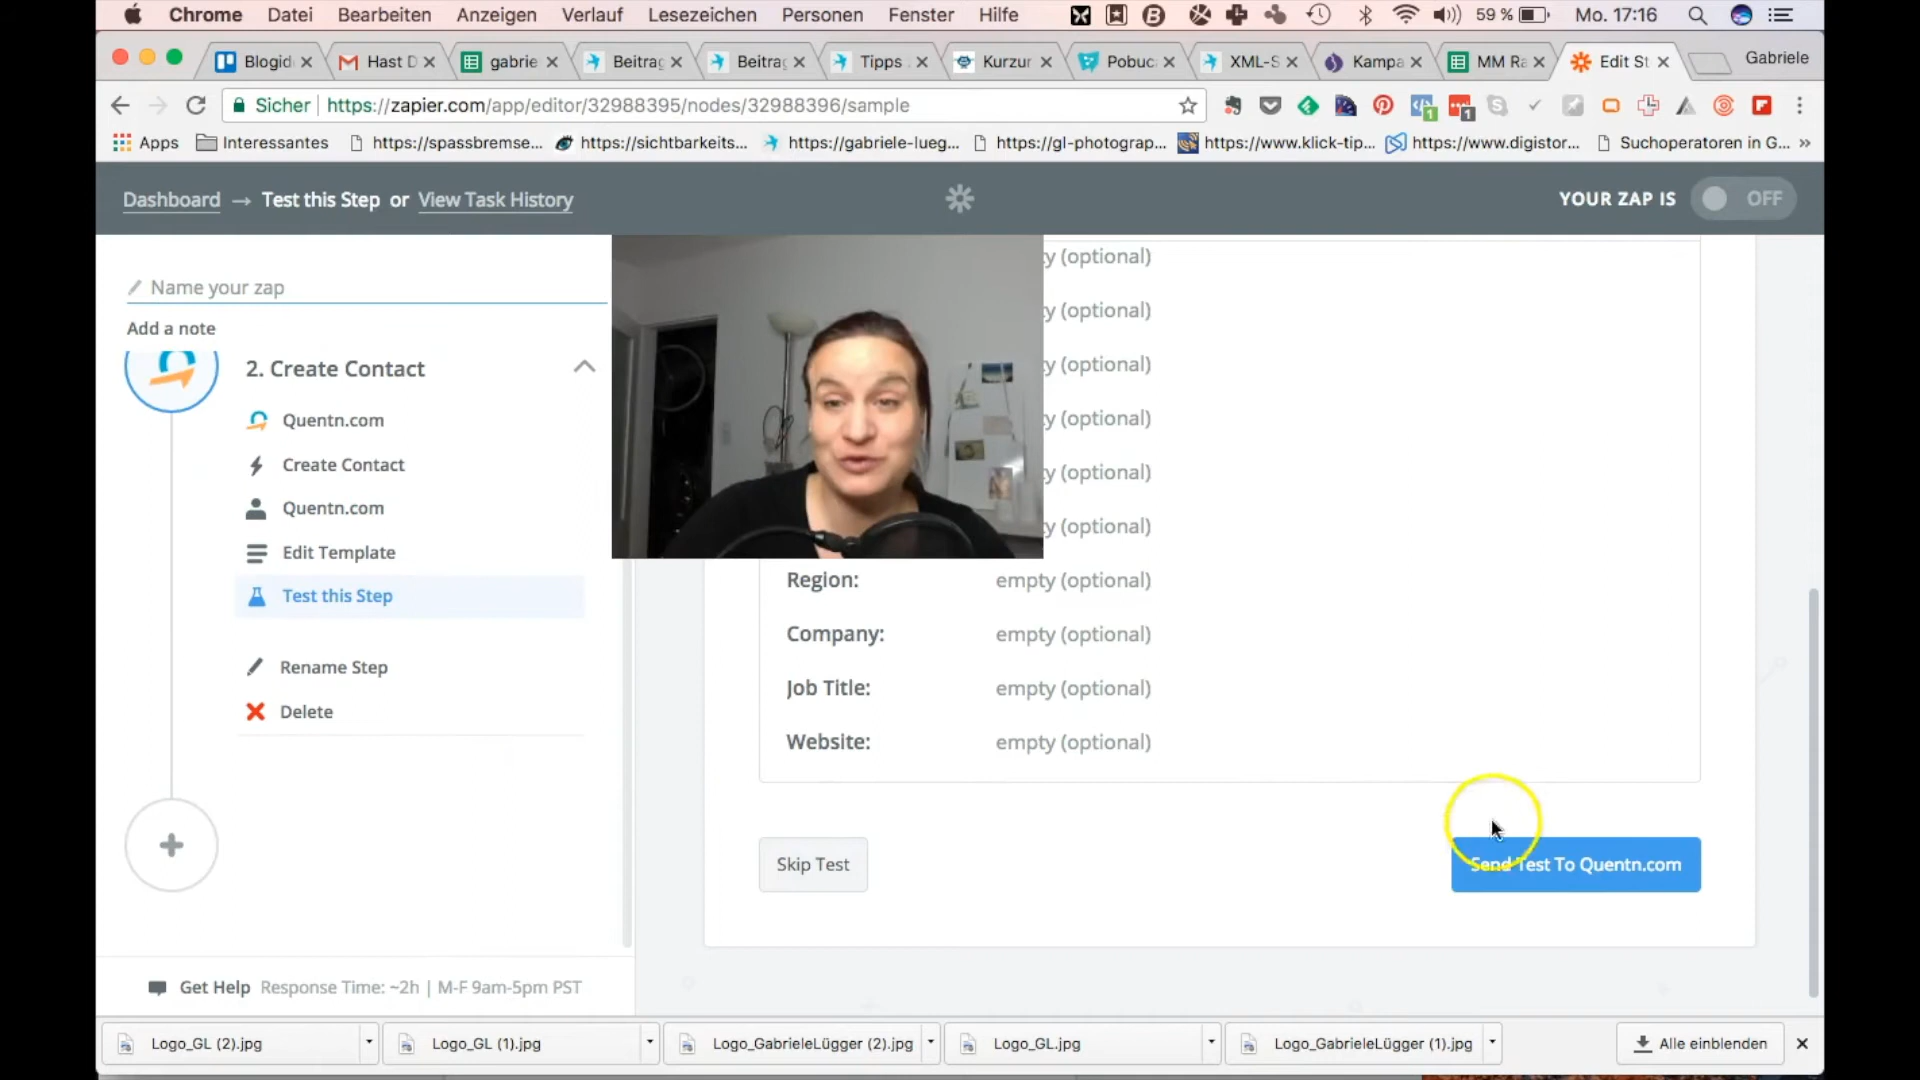 Chrome Datei Bearbeiten Anzeigen Verlauf Lesezeichen Personen Fenster Hilfe 59 % Mo. 17:16
Blogid Hast D gabrie Beitrag Beitrag Tipps Kurzur Pobuc XML-S Kampa MM Ra Edit St Gabriele
Sicher https://zapier.com/app/editor/32988395/nodes/32988396/sample
Apps Interessantes https://spassbremse... https://sichtbarkeits... https://gabriele-lueg... https://gl-photograp... https://www.klick-tip... https://www.digistor... Suchoperatoren in G... »
Dashboard → Test this Step or View Task History YOUR ZAP IS OFF
Name your zap
Add a note
2. Create Contact
Quentn.com
Create Contact
Quentn.com
Edit Template
Test this Step
Rename Step
Delete
y (optional)
y (optional)
y (optional)
y (optional)
y (optional)
y (optional)
Region: empty (optional)
Company: empty (optional)
Job Title: empty (optional)
Website: empty (optional)
Skip Test Send Test To Quentn.com
Get Help Response Time: ~2h | M-F 9am-5pm PST
Logo_GL (2).jpg Logo_GL (1).jpg Logo_GabrieleLügger (2).jpg Logo_GL.jpg Logo_GabrieleLügger (1).jpg Alle einblenden